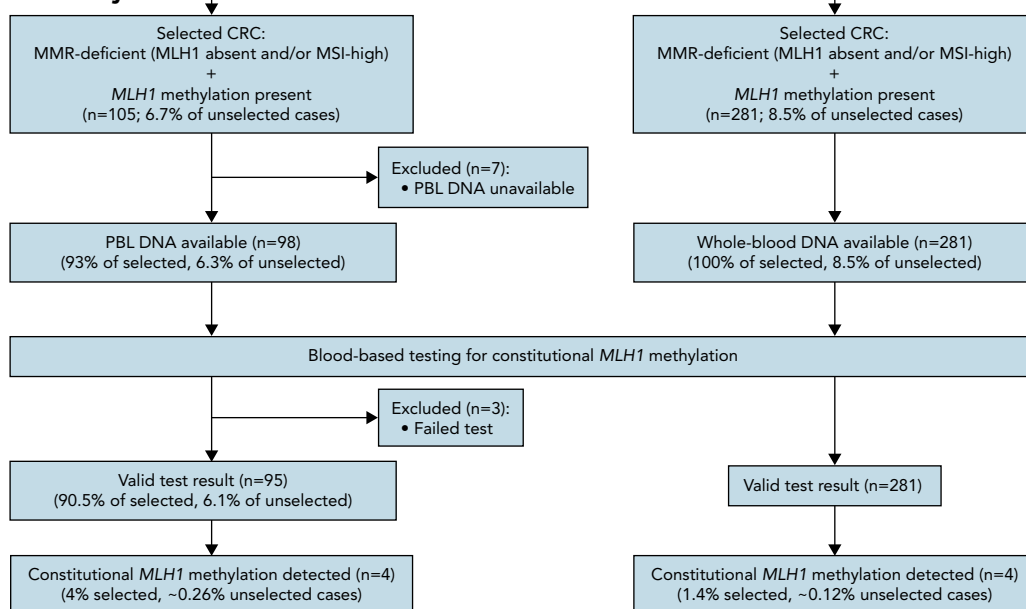 Selected CRC:
MMR-deficient (MLH1 absent and/or MSI-high)
+
MLH1 methylation present
(n=105; 6.7% of unselected cases)
Selected CRC:
MMR-deficient (MLH1 absent and/or MSI-high)
+
MLH1 methylation present
(n=281; 8.5% of unselected cases)
Excluded (n=7):
• PBL DNA unavailable
PBL DNA available (n=98)
(93% of selected, 6.3% of unselected)
Whole-blood DNA available (n=281)
(100% of selected, 8.5% of unselected)
Blood-based testing for constitutional MLH1 methylation
Excluded (n=3):
• Failed test
Valid test result (n=95)
(90.5% of selected, 6.1% of unselected)
Valid test result (n=281)
Constitutional MLH1 methylation detected (n=4)
(4% selected, ~0.26% unselected cases)
Constitutional MLH1 methylation detected (n=4)
(1.4% selected, ~0.12% unselected cases)